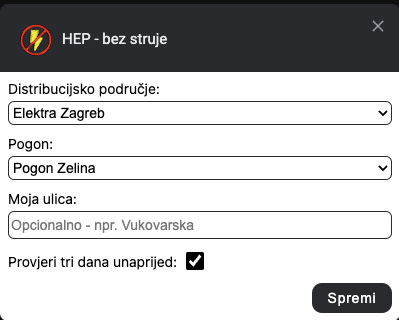 HEP - bez struje
Distribucijsko područje:
Elektra Zagreb
Pogon:
Pogon Zelina
Moja ulica:
Opcionalno - npr. Vukovarska
Provjeri tri dana unaprijed:
Spremi